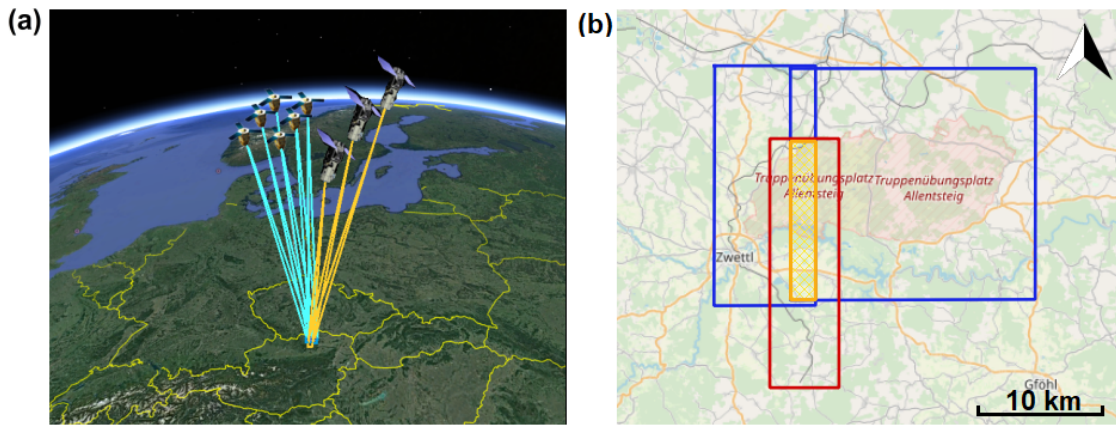 (a)
(b)
Truppenübungsplatz
Allentsteig
Truppenübungsplatz
Allentsteig
Zwettl
Gföhl
10 km